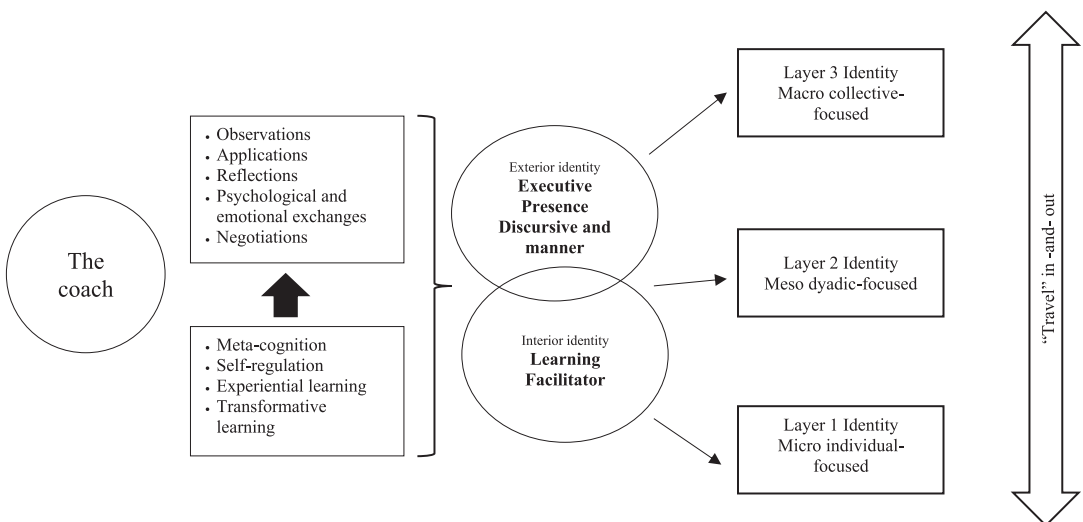 The
coach
• Observations
• Applications
• Reflections
• Psychological and
emotional exchanges
• Negotiations
• Meta-cognition
• Self-regulation
• Experiential learning
• Transformative
learning
Exterior identity
Executive
Presence
Discursive and
manner
Interior identity
Learning
Facilitator
Layer 3 Identity
Macro collective-
focused
Layer 2 Identity
Meso dyadic-focused
Layer 1 Identity
Micro individual-
focused
“Travel” in -and- out